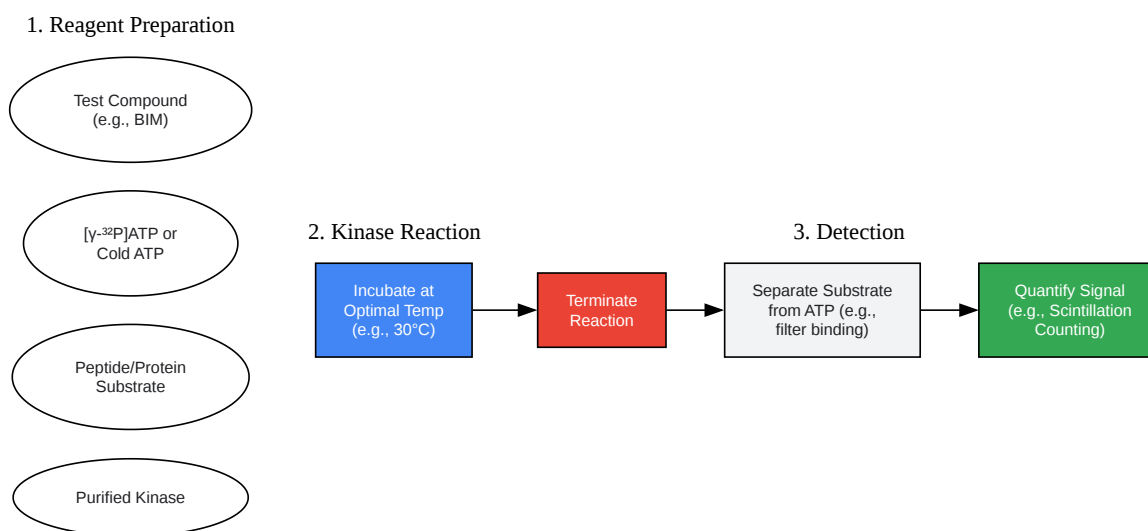 1. Reagent Preparation
Test Compound
(e.g., BIM)
[γ-³²P]ATP or
Cold ATP
Peptide/Protein
Substrate
Purified Kinase
2. Kinase Reaction
Incubate at
Optimal Temp
(e.g., 30°C)
Terminate
Reaction
3. Detection
Separate Substrate
from ATP (e.g.,
filter binding)
Quantify Signal
(e.g., Scintillation
Counting)